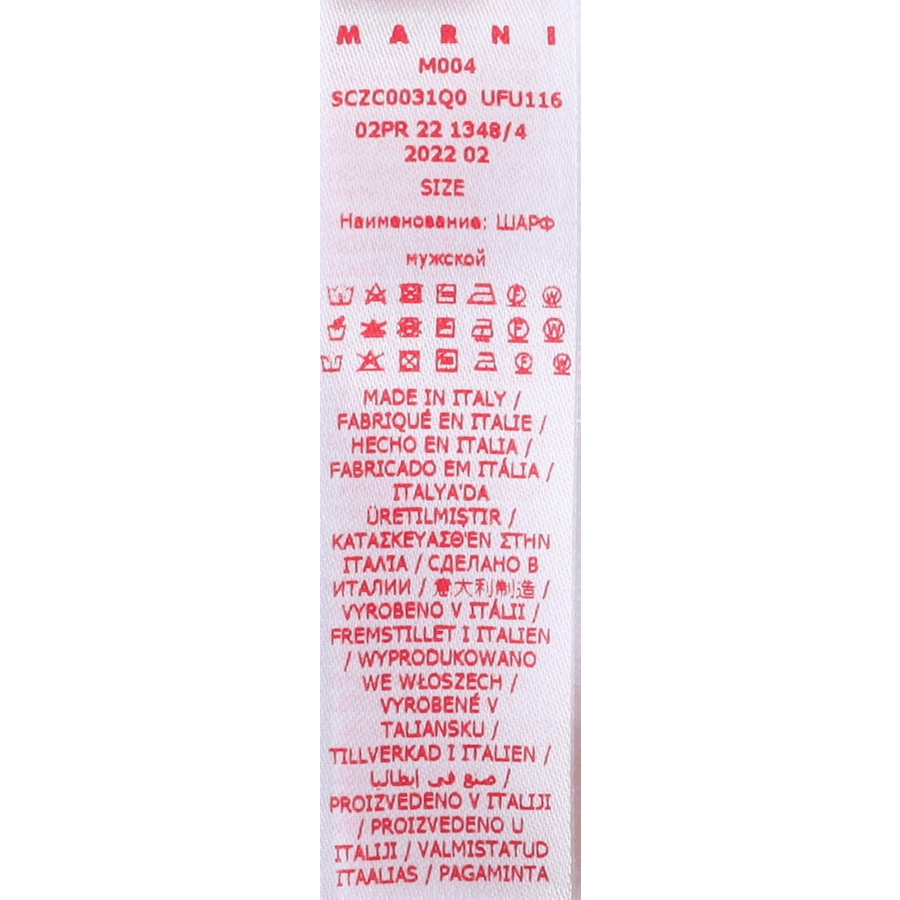 MARNI
M004
SCZC0031Q0 UFU116
02PR 22 1348/4
2022 02
SIZE
Наименование: ШАРФ
мужской
MADE IN ITALY /
FABRIQUÉ EN ITALIE /
HECHO EN ITALIA /
FABRICADO EM ITÁLIA /
ITALYA'DA
ÜRETILMIŞTIR /
ΚΑΤΑΣΚΕΥΑΣΘΈΝ ΣΤΗΝ
ΙΤΑΛΊΑ / СДЕЛАНО В
ИТАЛИИ / 意大利制造 /
VYROBENO V ITÁLII /
FREMSTILLET I ITALIEN
/ WYPRODUKOWANO
WE WŁOSZECH /
VYROBENÉ V
TALIANSKU /
TILLVERKAD I ITALIEN /
صنع في إيطاليا /
PROIZVEDENO V ITALIJI
/ PROIZVEDENO U
ITALIJI / VALMISTATUD
ITAALIAS / PAGAMINTA